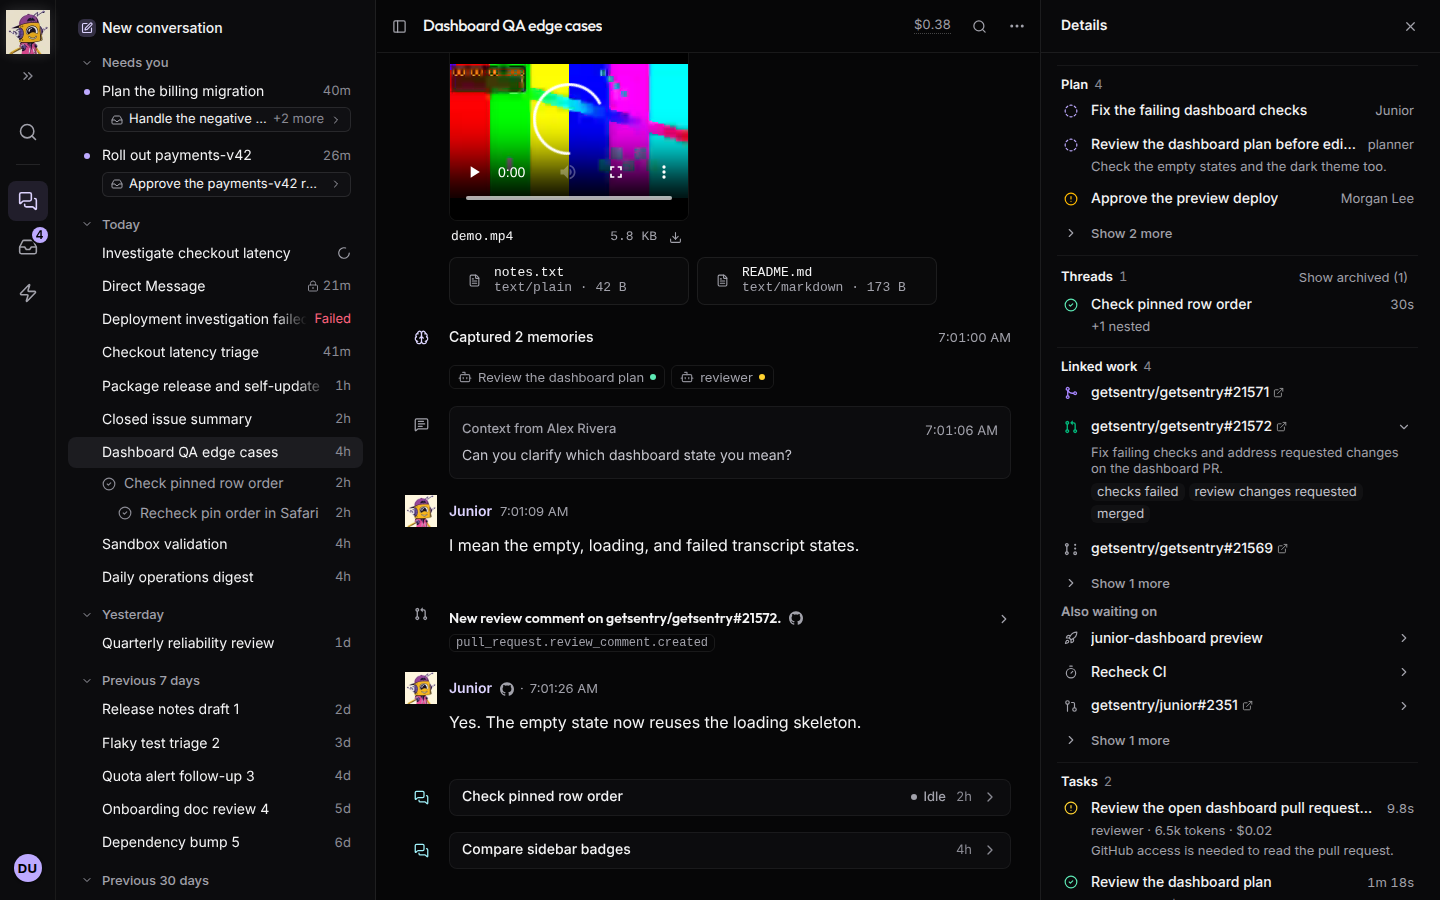 New conversation
Needs you
Plan the billing migration 40m
Handle the negative ... +2 more
Roll out payments-v42 26m
Approve the payments-v42 r...
Today
Investigate checkout latency
Direct Message 21m
Deployment investigation failed Failed
Checkout latency triage 41m
Package release and self-update 1h
Closed issue summary 2h
Dashboard QA edge cases 4h
Check pinned row order 2h
Recheck pin order in Safari 2h
Sandbox validation 4h
Daily operations digest 4h
Yesterday
Quarterly reliability review 1d
Previous 7 days
Release notes draft 1 2d
Flaky test triage 2 3d
Quota alert follow-up 3 4d
Onboarding doc review 4 5d
Dependency bump 5 6d
Previous 30 days
4
DU
Dashboard QA edge cases $0.38
0:00
demo.mp4 5.8 KB
notes.txt
text/plain · 42 B
README.md
text/markdown · 173 B
Captured 2 memories 7:01:00 AM
Review the dashboard plan
reviewer
Context from Alex Rivera 7:01:06 AM
Can you clarify which dashboard state you mean?
Junior 7:01:09 AM
I mean the empty, loading, and failed transcript states.
New review comment on getsentry/getsentry#21572.
pull_request.review_comment.created
Junior · 7:01:26 AM
Yes. The empty state now reuses the loading skeleton.
Check pinned row order Idle 2h
Compare sidebar badges 4h
Details
Plan 4
Fix the failing dashboard checks Junior
Review the dashboard plan before edi... planner
Check the empty states and the dark theme too.
Approve the preview deploy Morgan Lee
Show 2 more
Threads 1 Show archived (1)
Check pinned row order 30s
+1 nested
Linked work 4
getsentry/getsentry#21571
getsentry/getsentry#21572
Fix failing checks and address requested changes
on the dashboard PR.
checks failed review changes requested
merged
getsentry/getsentry#21569
Show 1 more
Also waiting on
junior-dashboard preview
Recheck CI
getsentry/junior#2351
Show 1 more
Tasks 2
Review the open dashboard pull request... 9.8s
reviewer · 6.5k tokens · $0.02
GitHub access is needed to read the pull request.
Review the dashboard plan 1m 18s